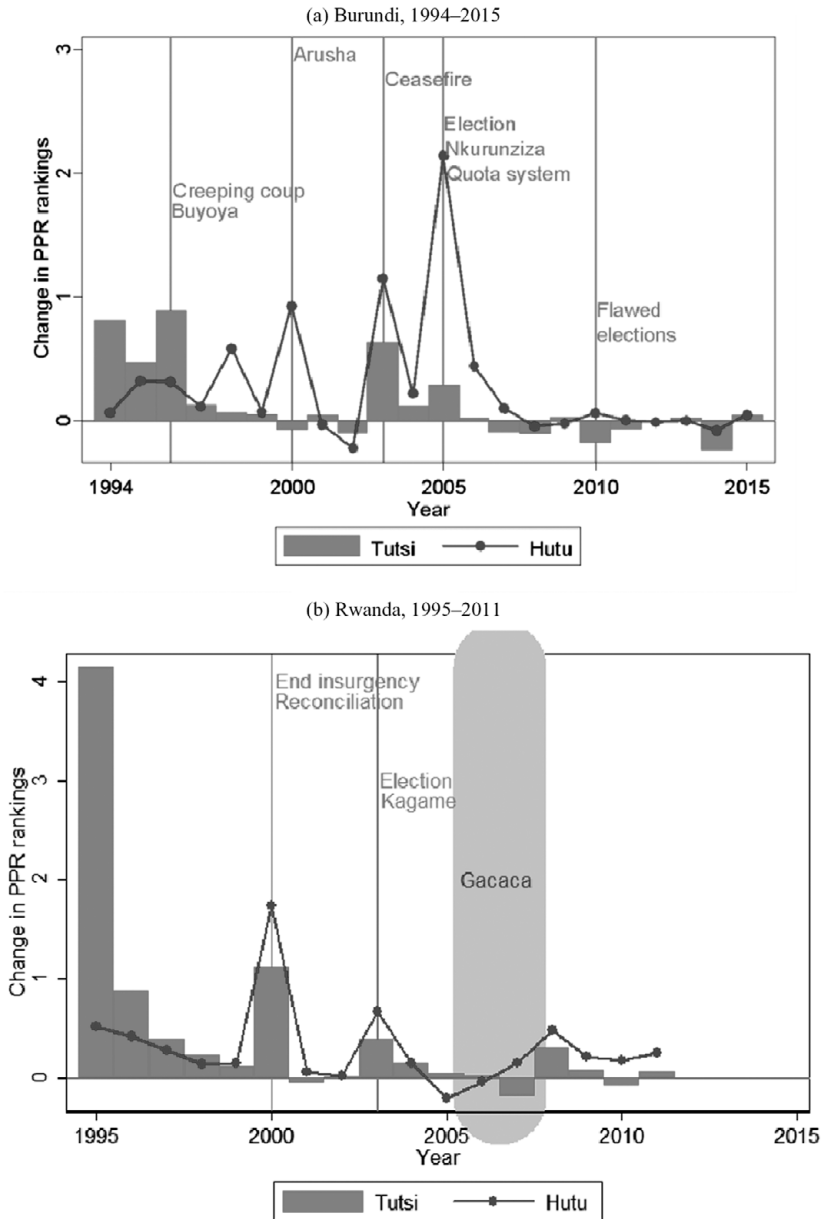 (a) Burundi, 1994–2015
3
2
1
0
Change in PPR rankings
Arusha
Ceasefire
Election
Nkurunziza
Quota system
Creeping coup
Buyoya
Flawed
elections
1994
2000
2005
2010
2015
Year
Tutsi
Hutu
(b) Rwanda, 1995–2011
4
3
2
1
0
Change in PPR rankings
End insurgency
Reconciliation
Election
Kagame
Gacaca
1995
2000
2005
2010
2015
Year
Tutsi
Hutu